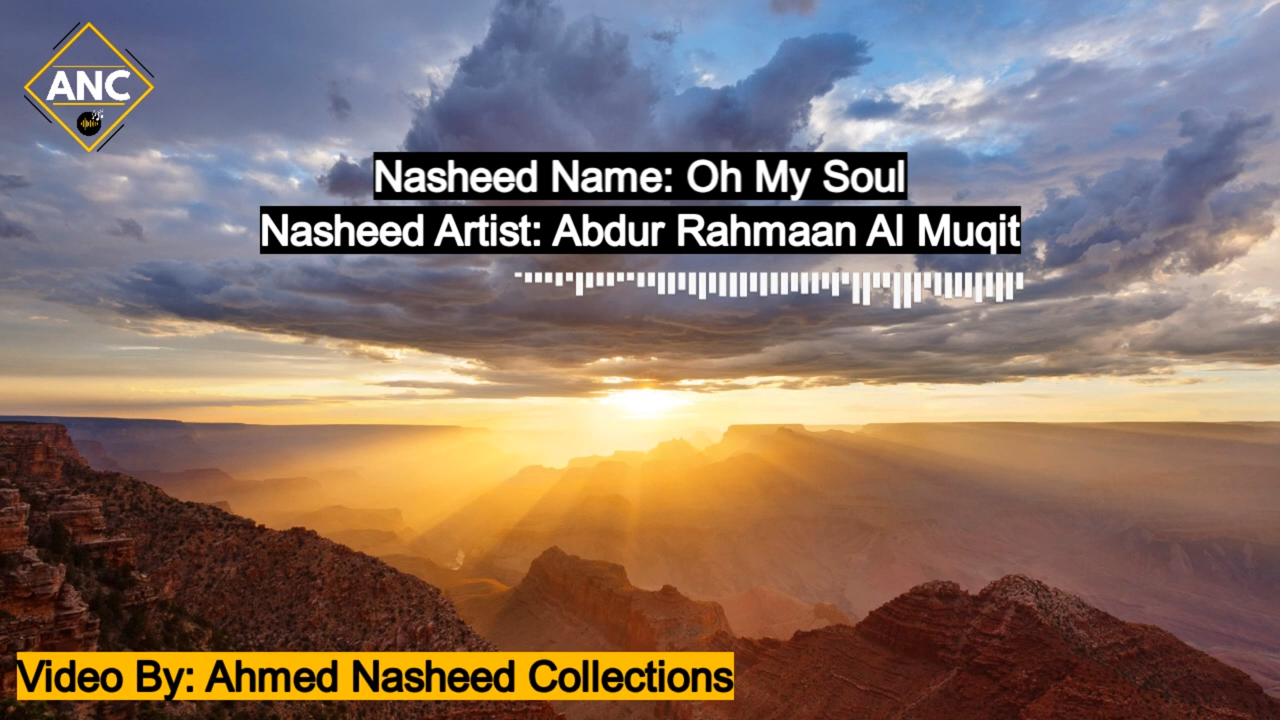 ANC
Nasheed Name: Oh My Soul
Nasheed Artist: Abdur Rahmaan Al Muqit
Video By: Ahmed Nasheed Collections